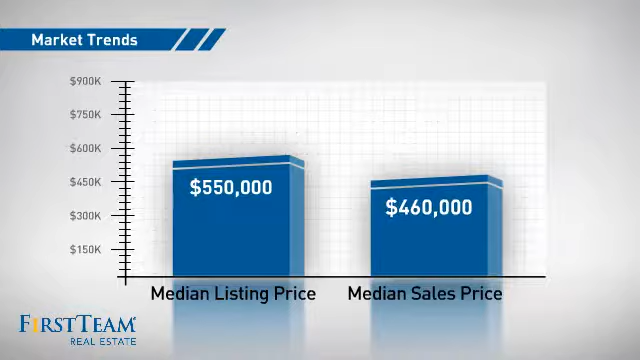 Market Trends
$900K
$750K
$600K
$450K
$300K
$150K
$550,000
$460,000
Median Listing Price
Median Sales Price
FIRSTTEAM®
REAL ESTATE